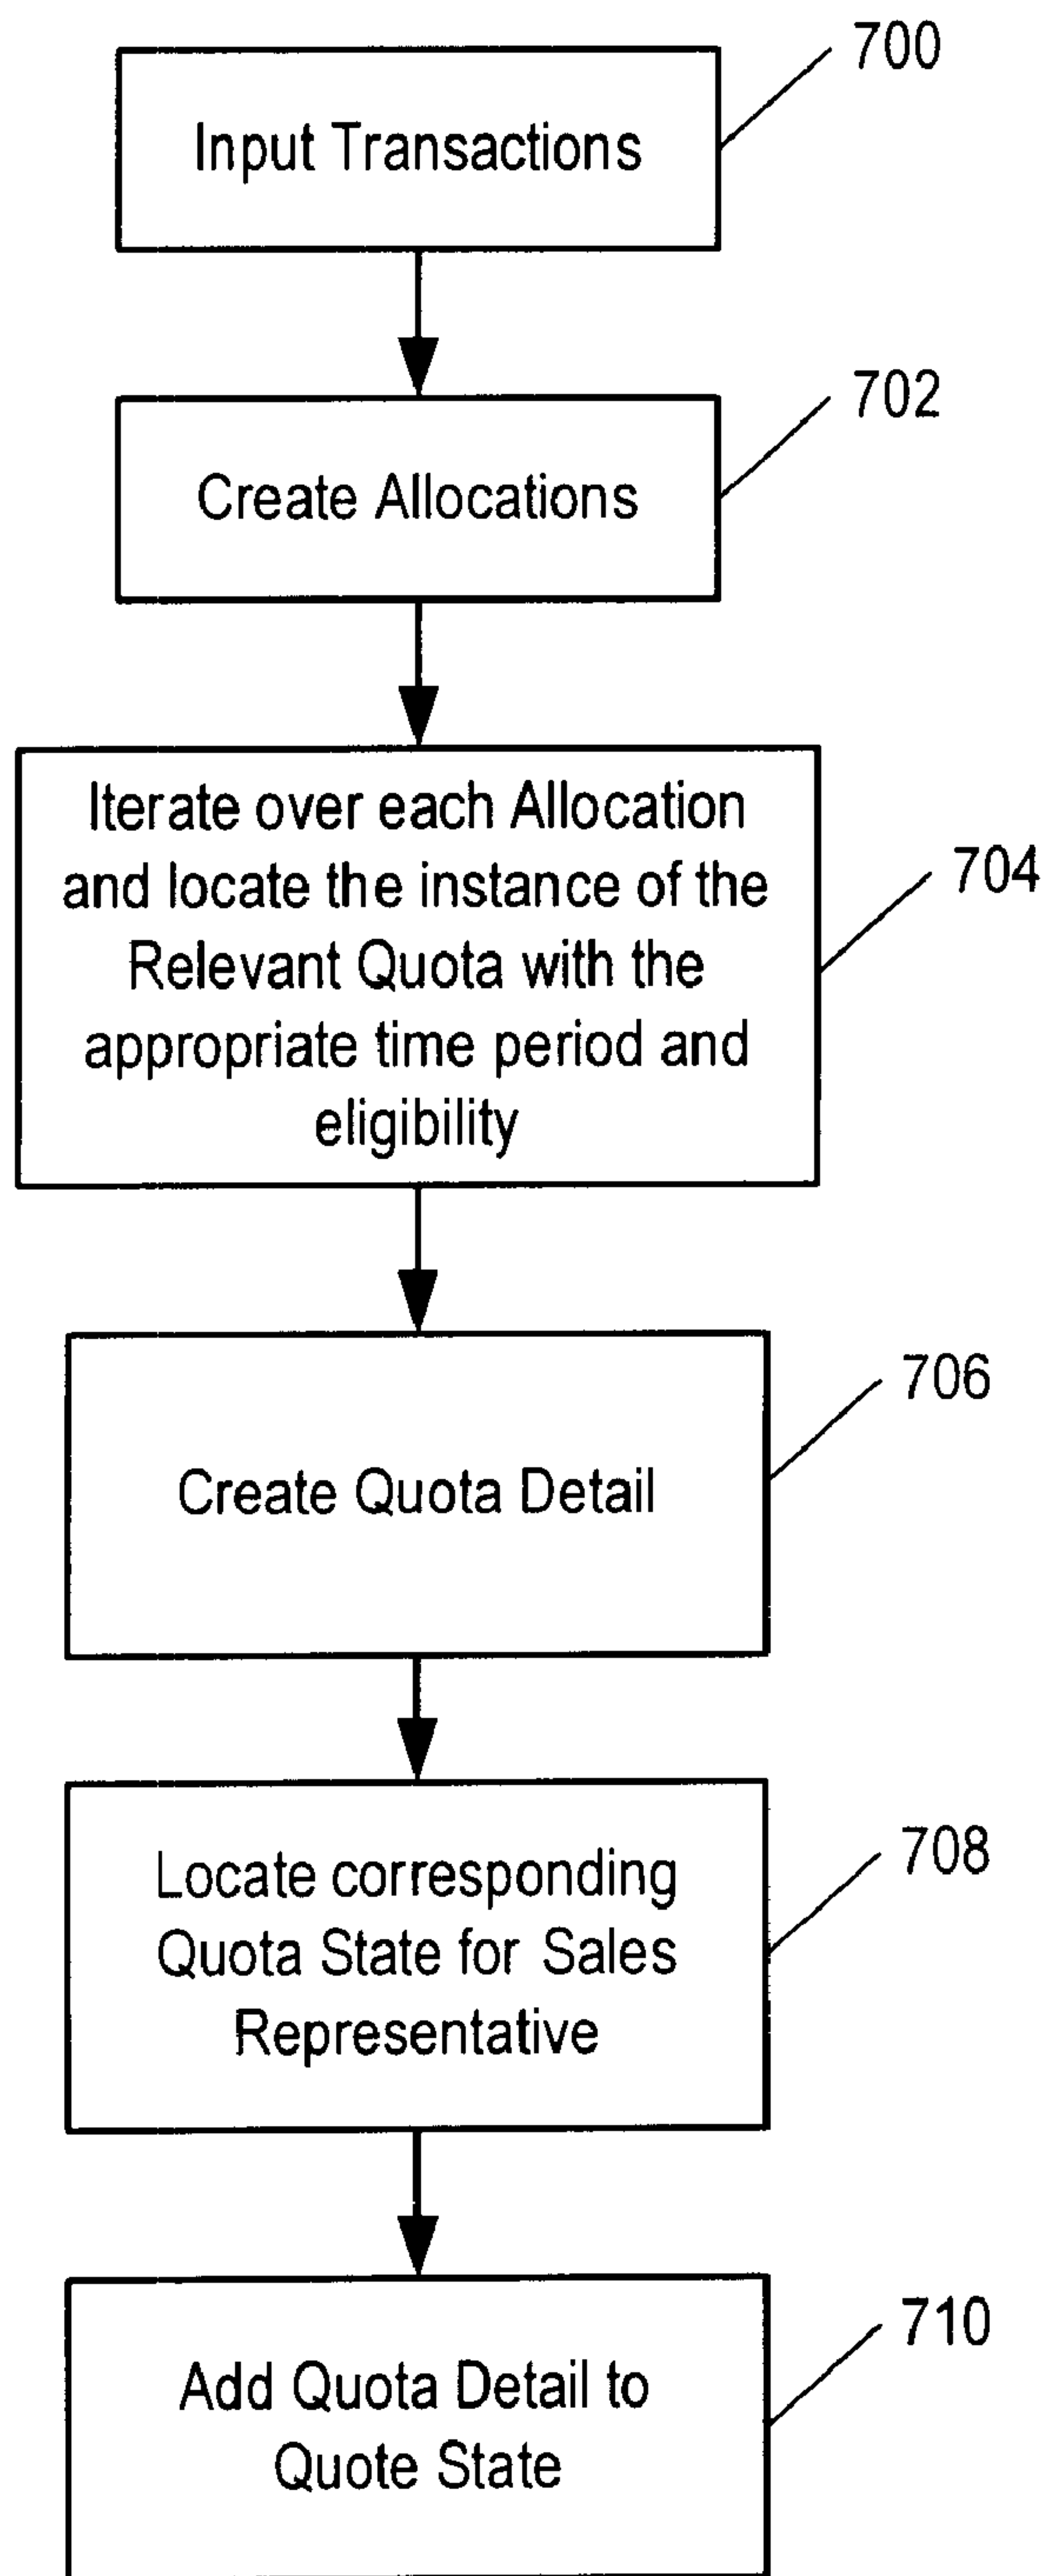 700
Input Transactions
702
Create Allocations
Iterate over each Allocation
and locate the instance of the
Relevant Quota with the
appropriate time period and
eligibility
704
706
Create Quota Detail
708
Locate corresponding
Quota State for Sales
Representative
710
Add Quota Detail to
Quote State